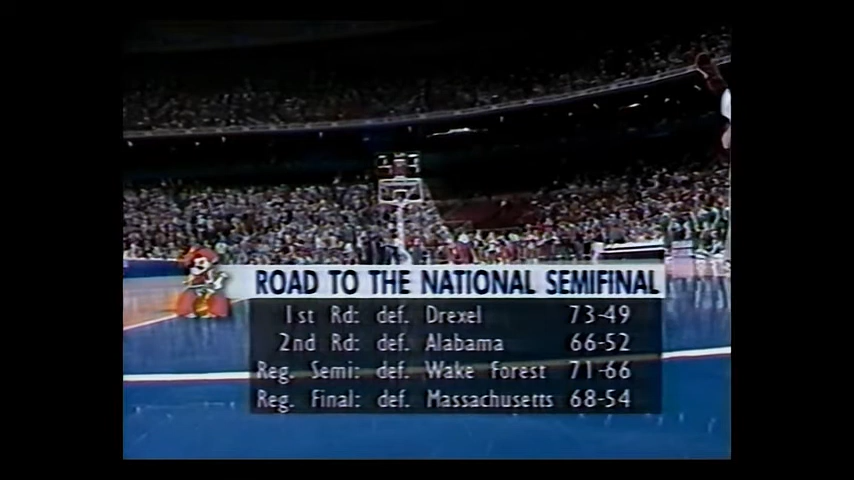 ROAD TO THE NATIONAL SEMIFINAL
1st Rd: def. Drexel 73-49
2nd Rd: def. Alabama 66-52
Reg. Semi: def. Wake Forest 71-66
Reg. Final: def. Massachusetts 68-54